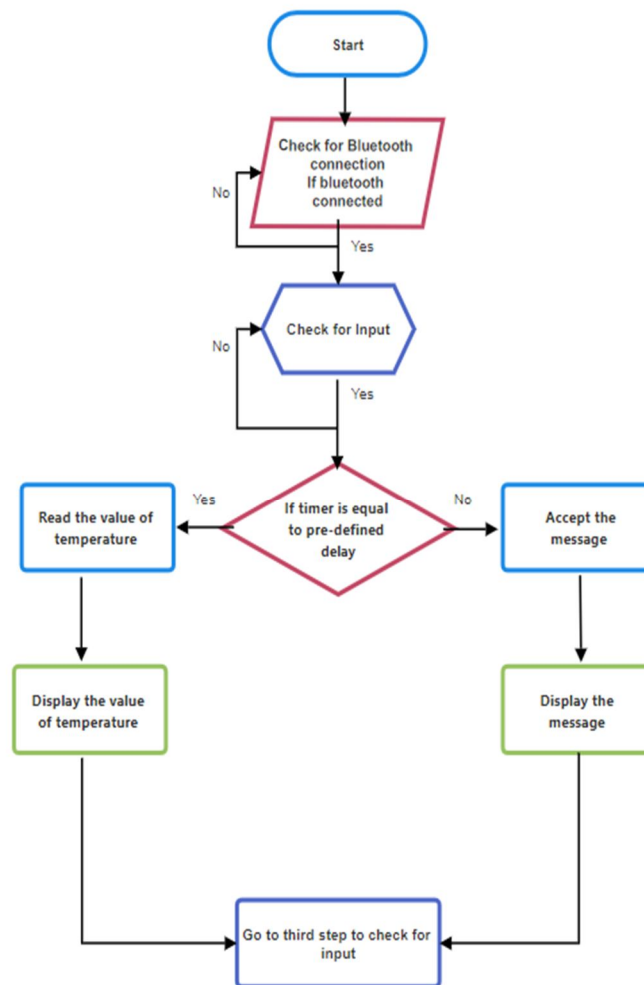 Start
Check for Bluetooth
connection
If bluetooth
connected
No
Yes
Check for Input
No
Yes
If timer is equal
to pre-defined
delay
Yes
No
Read the value of
temperature
Accept the
message
Display the value
of temperature
Display the
message
Go to third step to check for
input